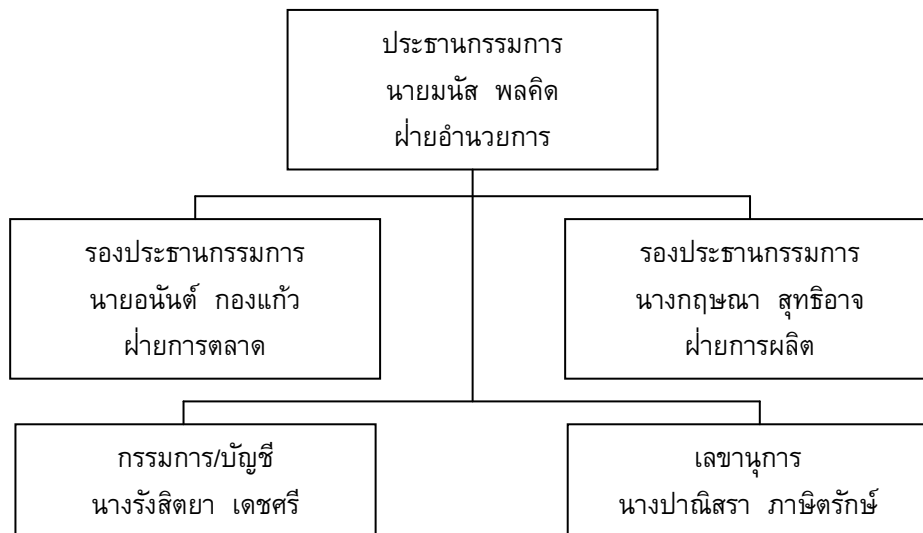 ประธานกรรมการ
นายมนัส พลคิด
ฝ่ายอำนวยการ
รองประธานกรรมการ
นายอนันต์ กองแก้ว
ฝ่ายการตลาด
รองประธานกรรมการ
นางกฤษณา สุทธิอาจ
ฝ่ายการผลิต
กรรมการ/บัญชี
นางรังสิตยา เดชศรี
เลขานุการ
นางปาณิสรา ภาษิตรักษ์